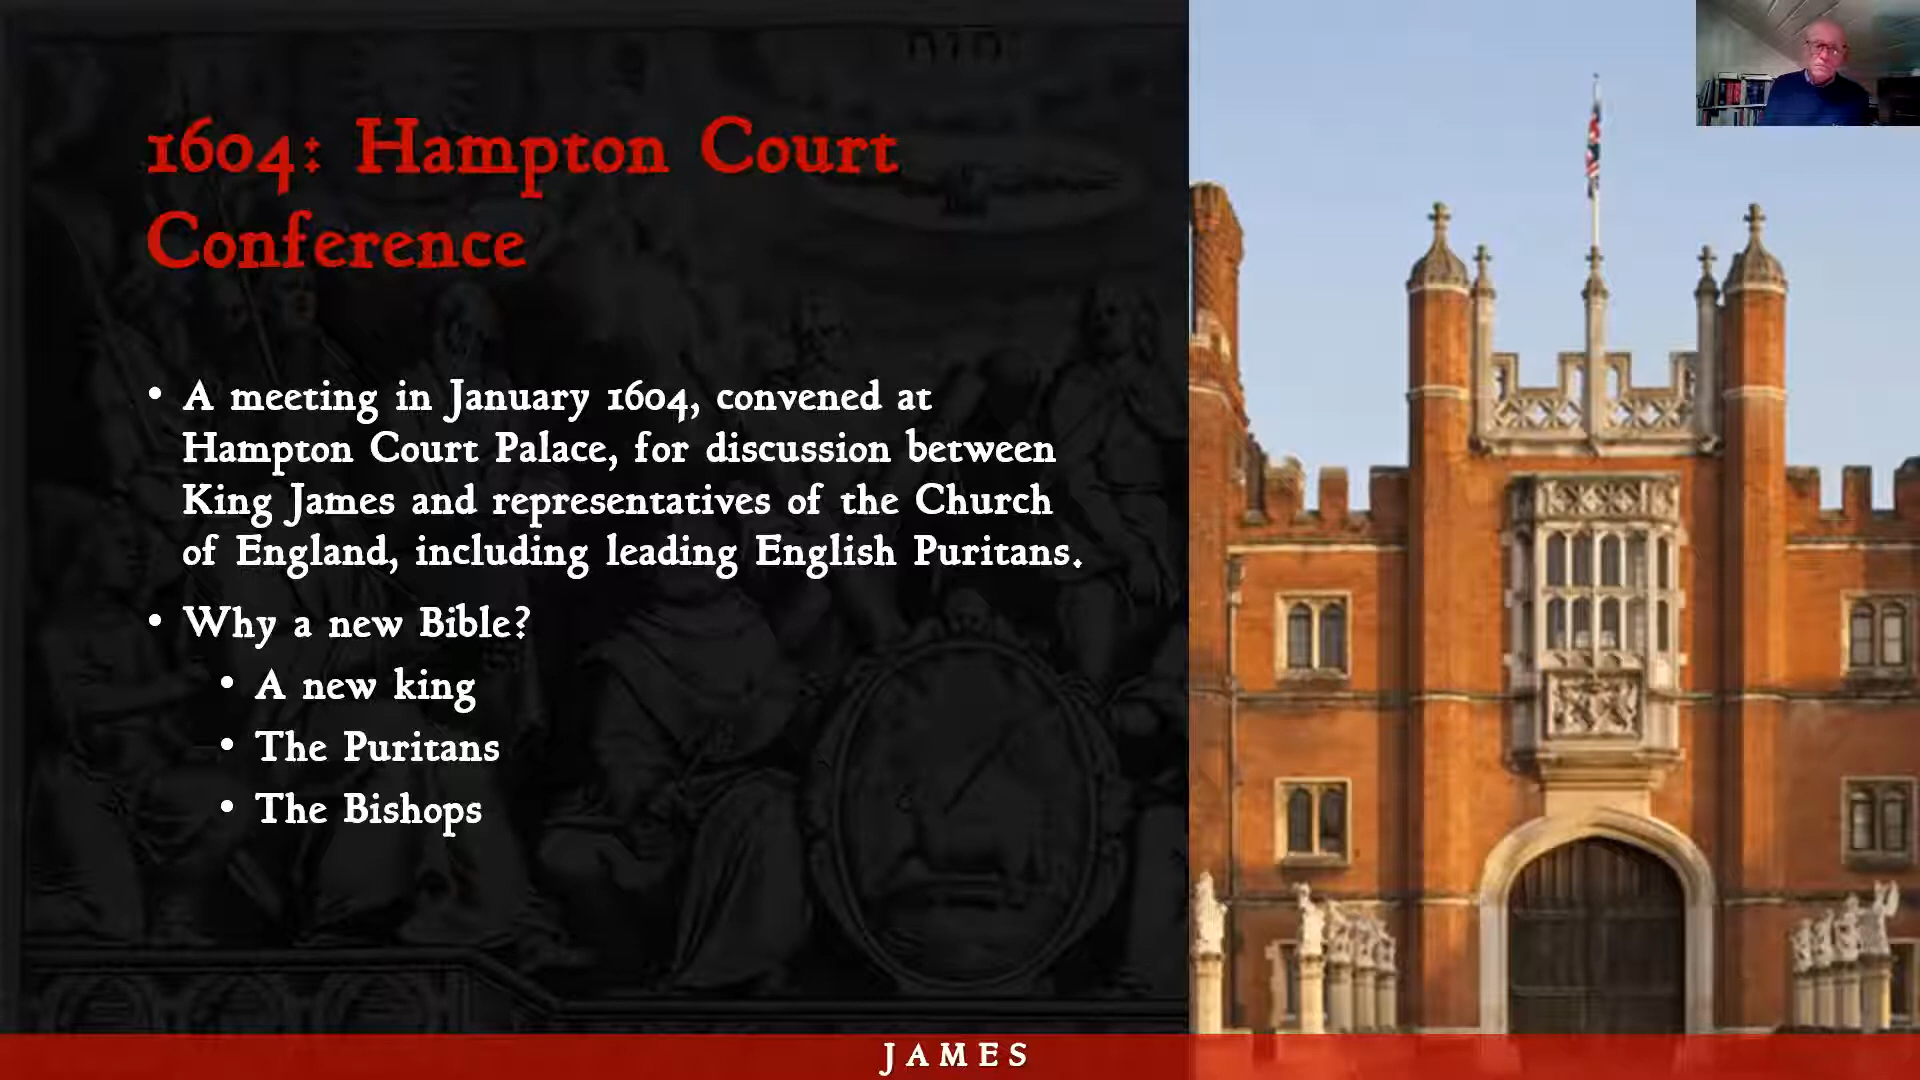 1604: Hampton Court
Conference
• A meeting in January 1604, convened at
Hampton Court Palace, for discussion between
King James and representatives of the Church
of England, including leading English Puritans.
• Why a new Bible?
• A new king
• The Puritans
• The Bishops
JAMES